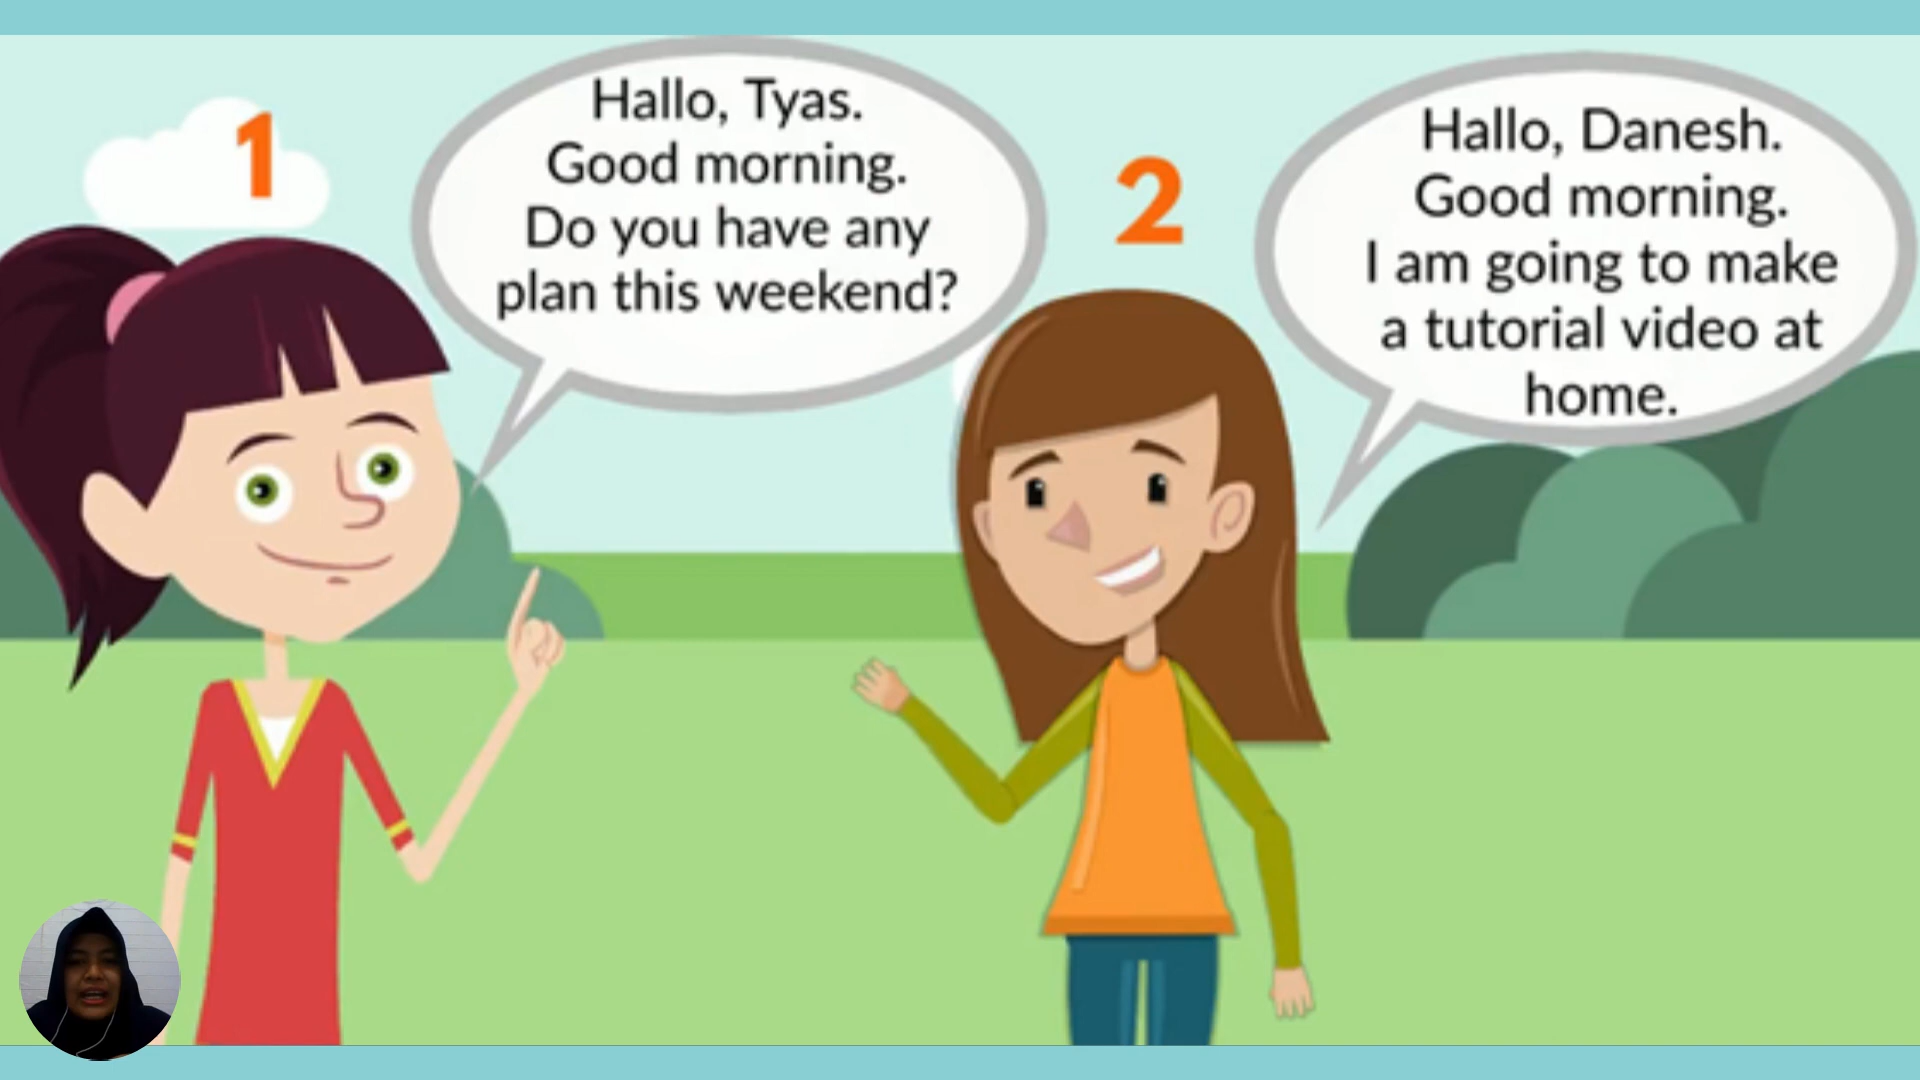 1
Hallo, Tyas.
Good morning.
Do you have any
plan this weekend?
2
Hallo, Danesh.
Good morning.
I am going to make
a tutorial video at
home.